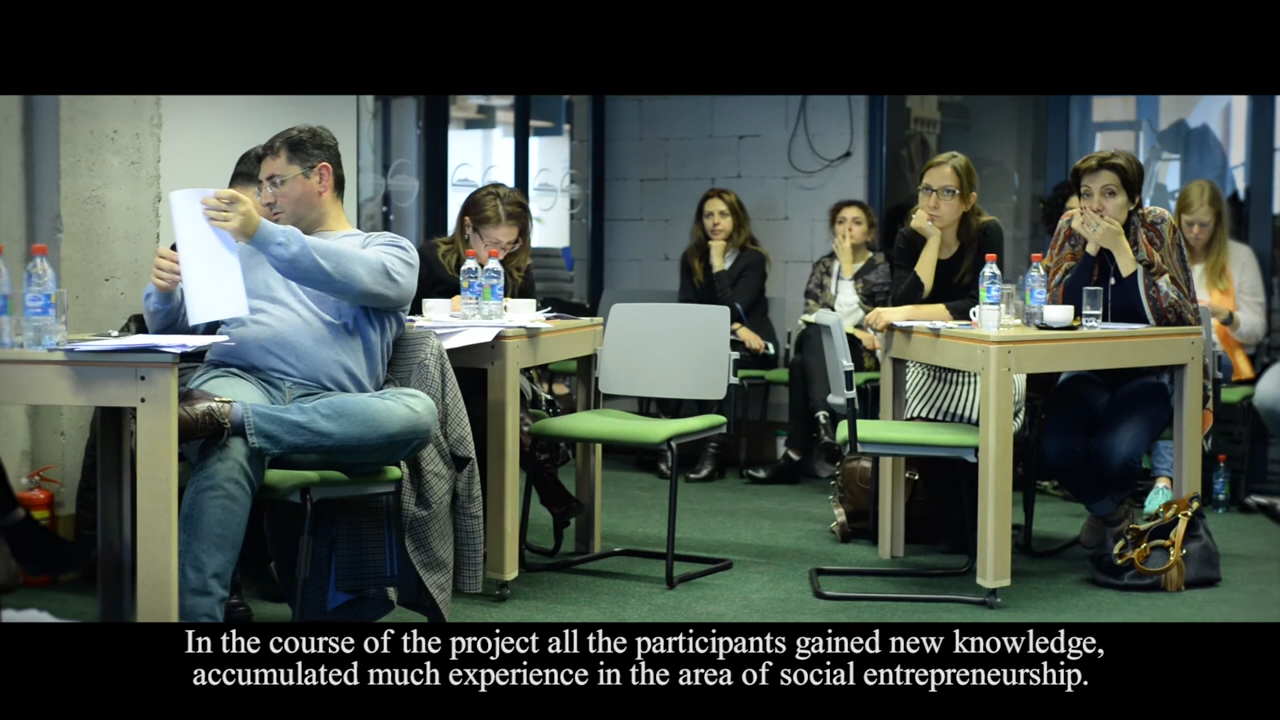 In the course of the project all the participants gained new knowledge,
accumulated much experience in the area of social entrepreneurship.